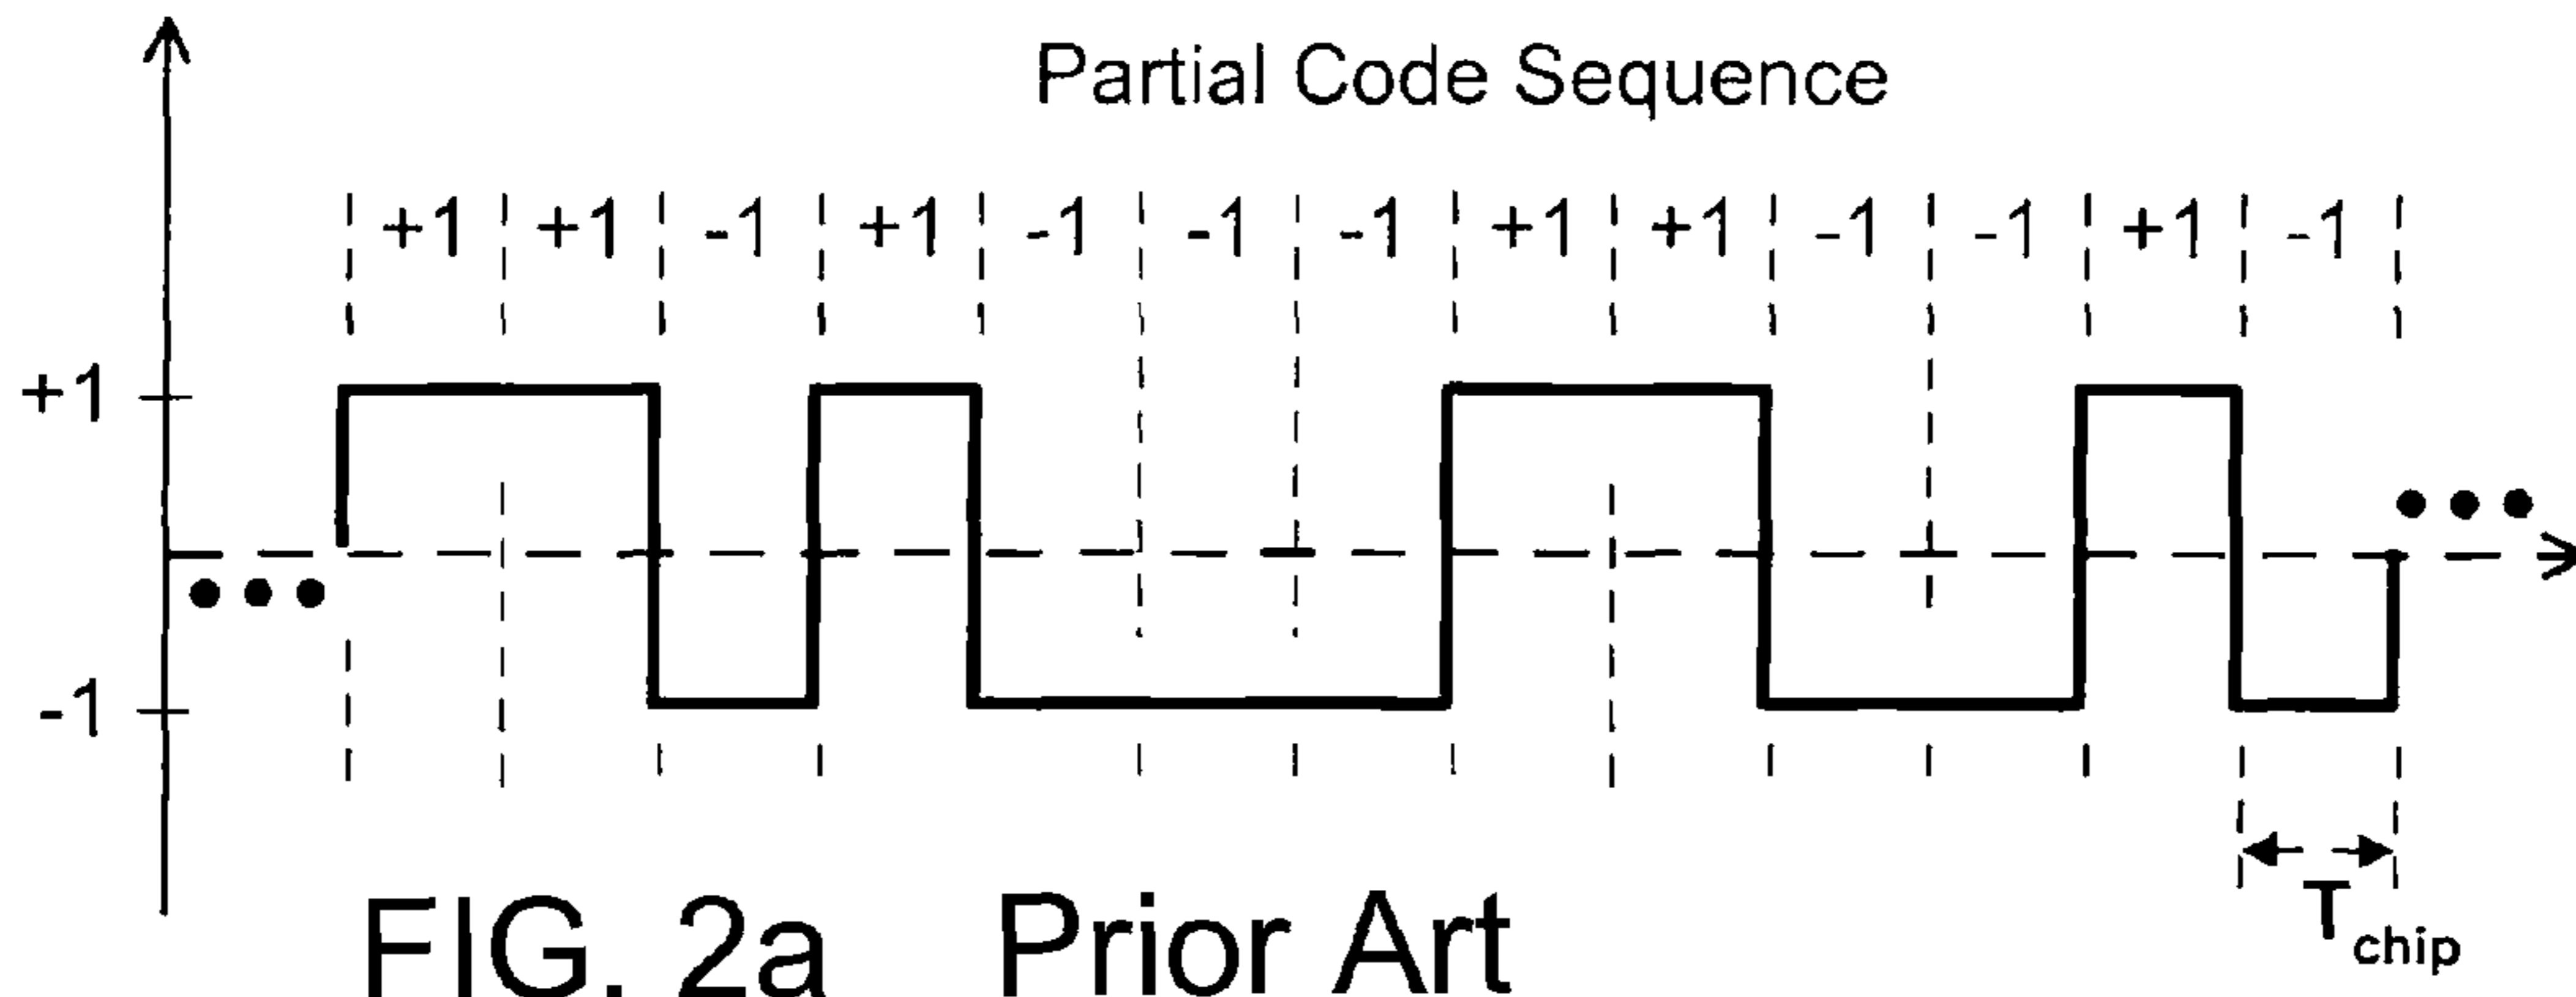 Partial Code Sequence
+1 +1 -1 +1 -1 -1 -1 +1 +1 -1 -1 +1 -1
+1
-1
T chip
FIG. 2a Prior Art